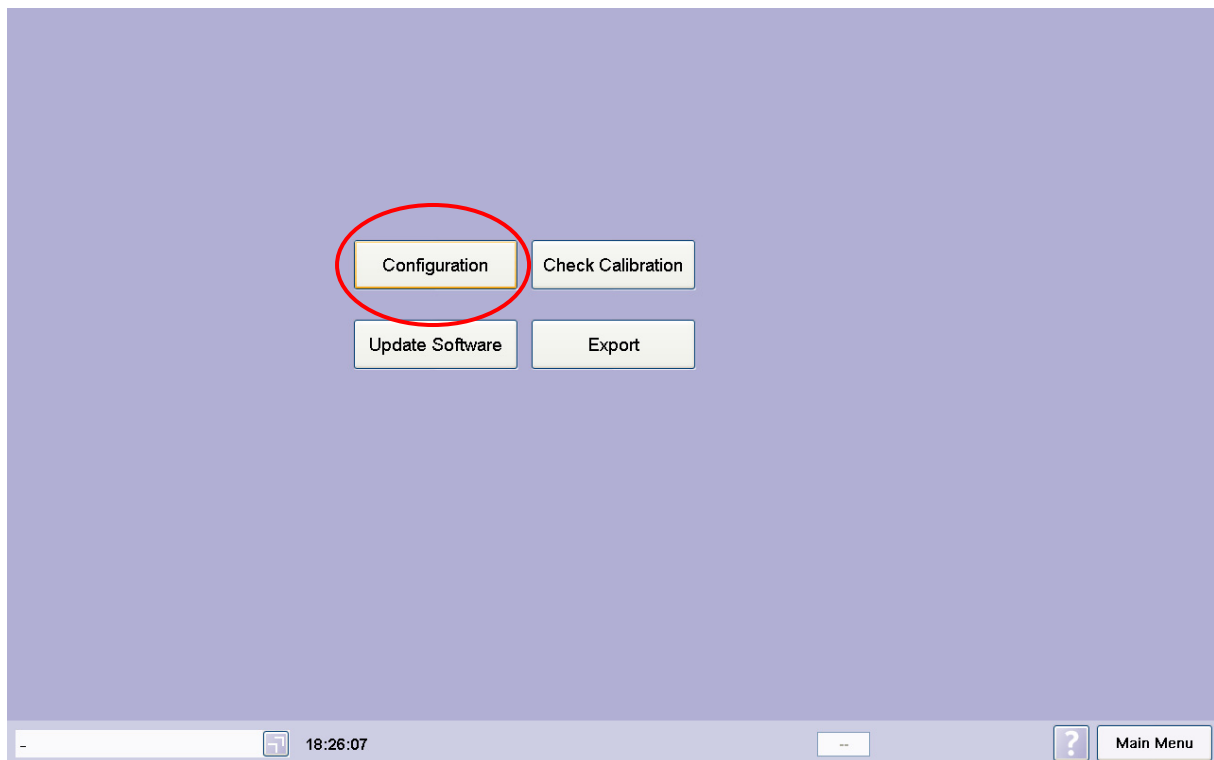 Configuration
Check Calibration
Update Software
Export
-
18:26:07
--
?
Main Menu